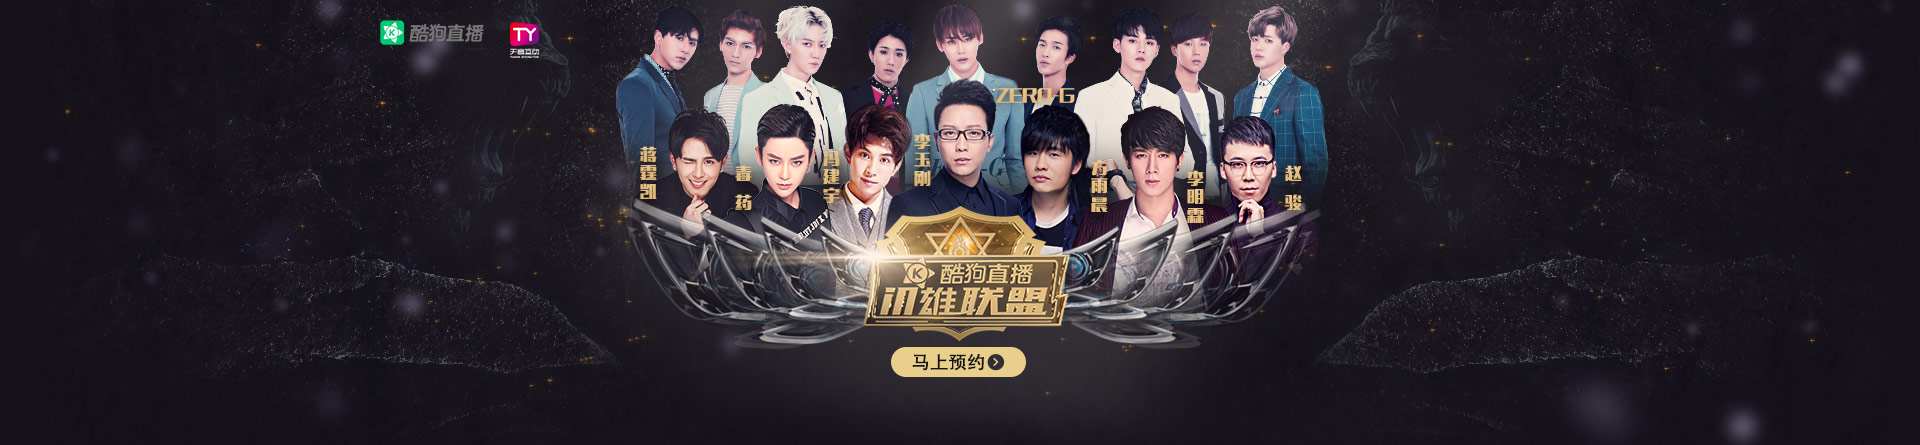 酷狗直播
TY
天音互动
ZERO-G
蒋霆凯
春药
冯建宇
李玉刚
方雨晨
李明霖
赵骏
K
酷狗直播
讯雄联盟
马上预约